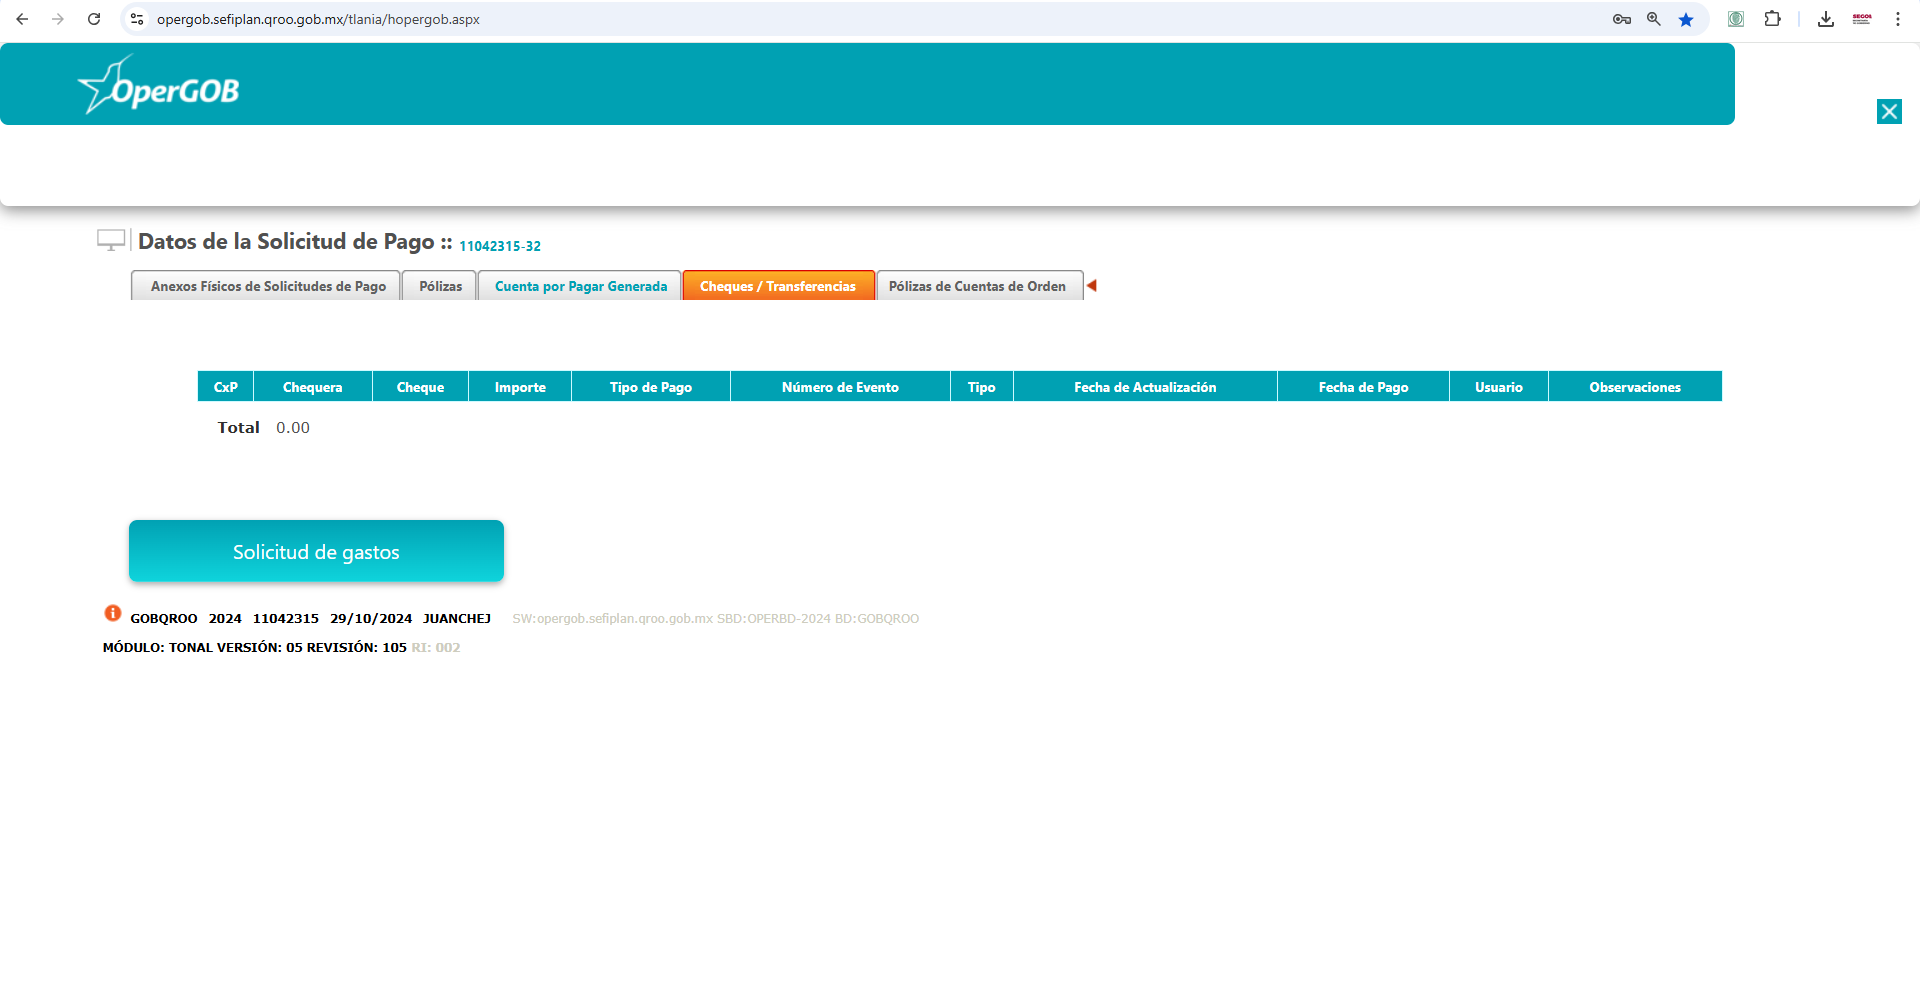 opergob.sefiplan.qroo.gob.mx/tlania/hopergob.aspx
OperGOB
Datos de la Solicitud de Pago :: 11042315-32
Anexos Físicos de Solicitudes de Pago Pólizas Cuenta por Pagar Generada Cheques / Transferencias Pólizas de Cuentas de Orden
CxP Chequera Cheque Importe Tipo de Pago Número de Evento Tipo Fecha de Actualización Fecha de Pago Usuario Observaciones
Total 0.00
Solicitud de gastos
GOBQROO 2024 11042315 29/10/2024 JUANCHEJ SW:opergob.sefiplan.qroo.gob.mx SBD:OPERBD-2024 BD:GOBQROO
MÓDULO: TONAL VERSIÓN: 05 REVISIÓN: 105 RI: 002